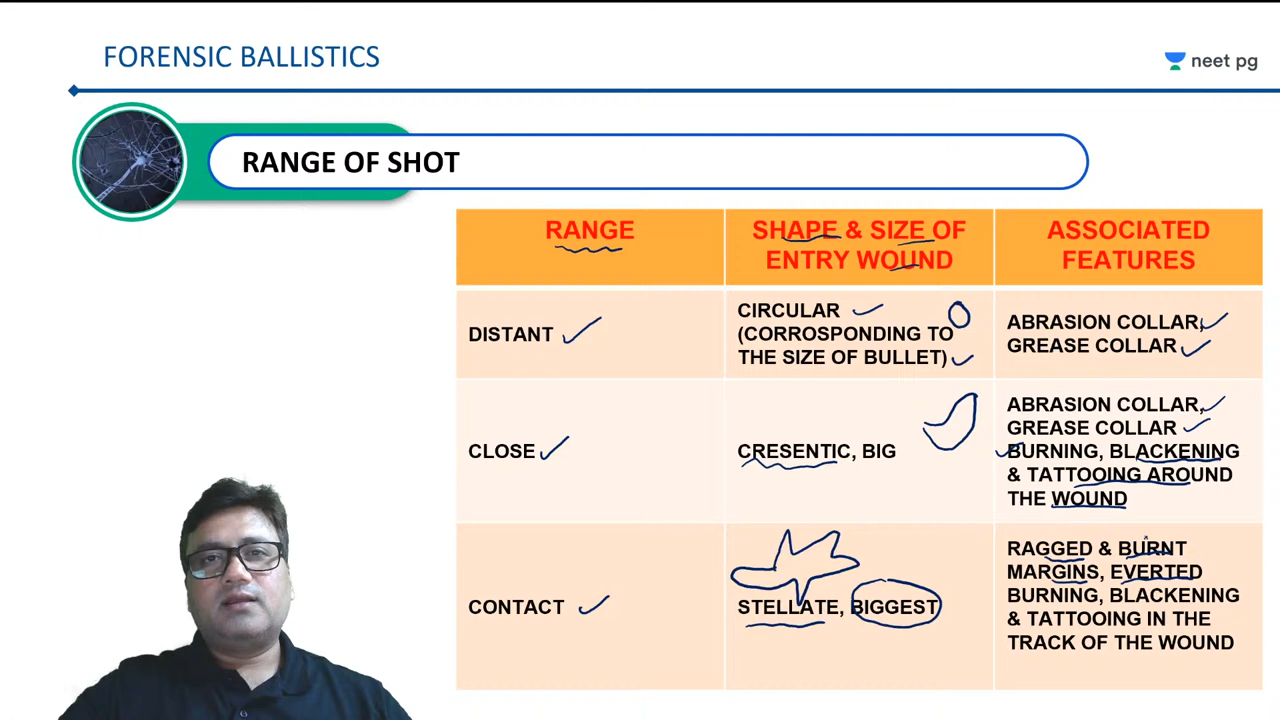 FORENSIC BALLISTICS
neet pg
RANGE OF SHOT
RANGE
SHAPE & SIZE OF
ENTRY WOUND
ASSOCIATED
FEATURES
DISTANT
CIRCULAR
(CORROSPONDING TO
THE SIZE OF BULLET)
ABRASION COLLAR,
GREASE COLLAR
CLOSE
CRESENTIC, BIG
ABRASION COLLAR,
GREASE COLLAR
BURNING, BLACKENING
& TATTOOING AROUND
THE WOUND
CONTACT
STELLATE, BIGGEST
RAGGED & BURNT
MARGINS, EVERTED
BURNING, BLACKENING
& TATTOOING IN THE
TRACK OF THE WOUND